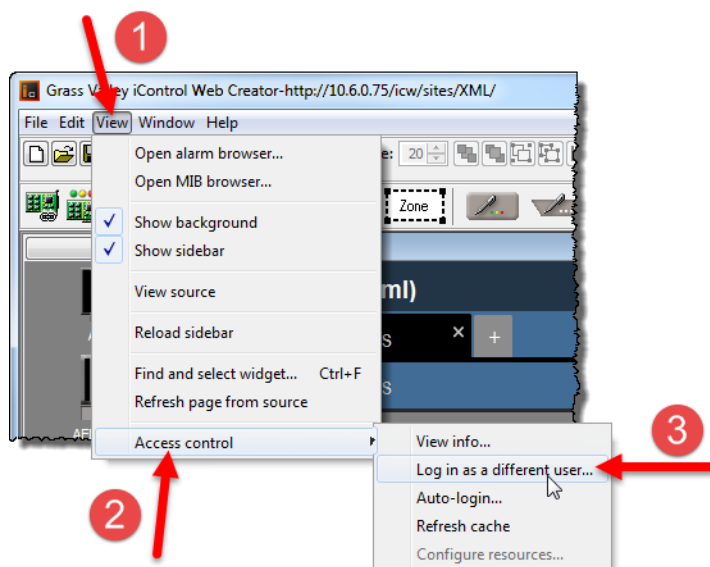 1
Grass Valley iControl Web Creator-http://10.6.0.75/icw/sites/XML/
File Edit View Window Help
Open alarm browser...
e: 20
Open MIB browser...
Zone
Show background
Show sidebar
View source
ml)
Reload sidebar
s × +
Find and select widget... Ctrl+F
s
Refresh page from source
Access control
View info...
3
Log in as a different user...
2
Auto-login...
Refresh cache
Configure resources...